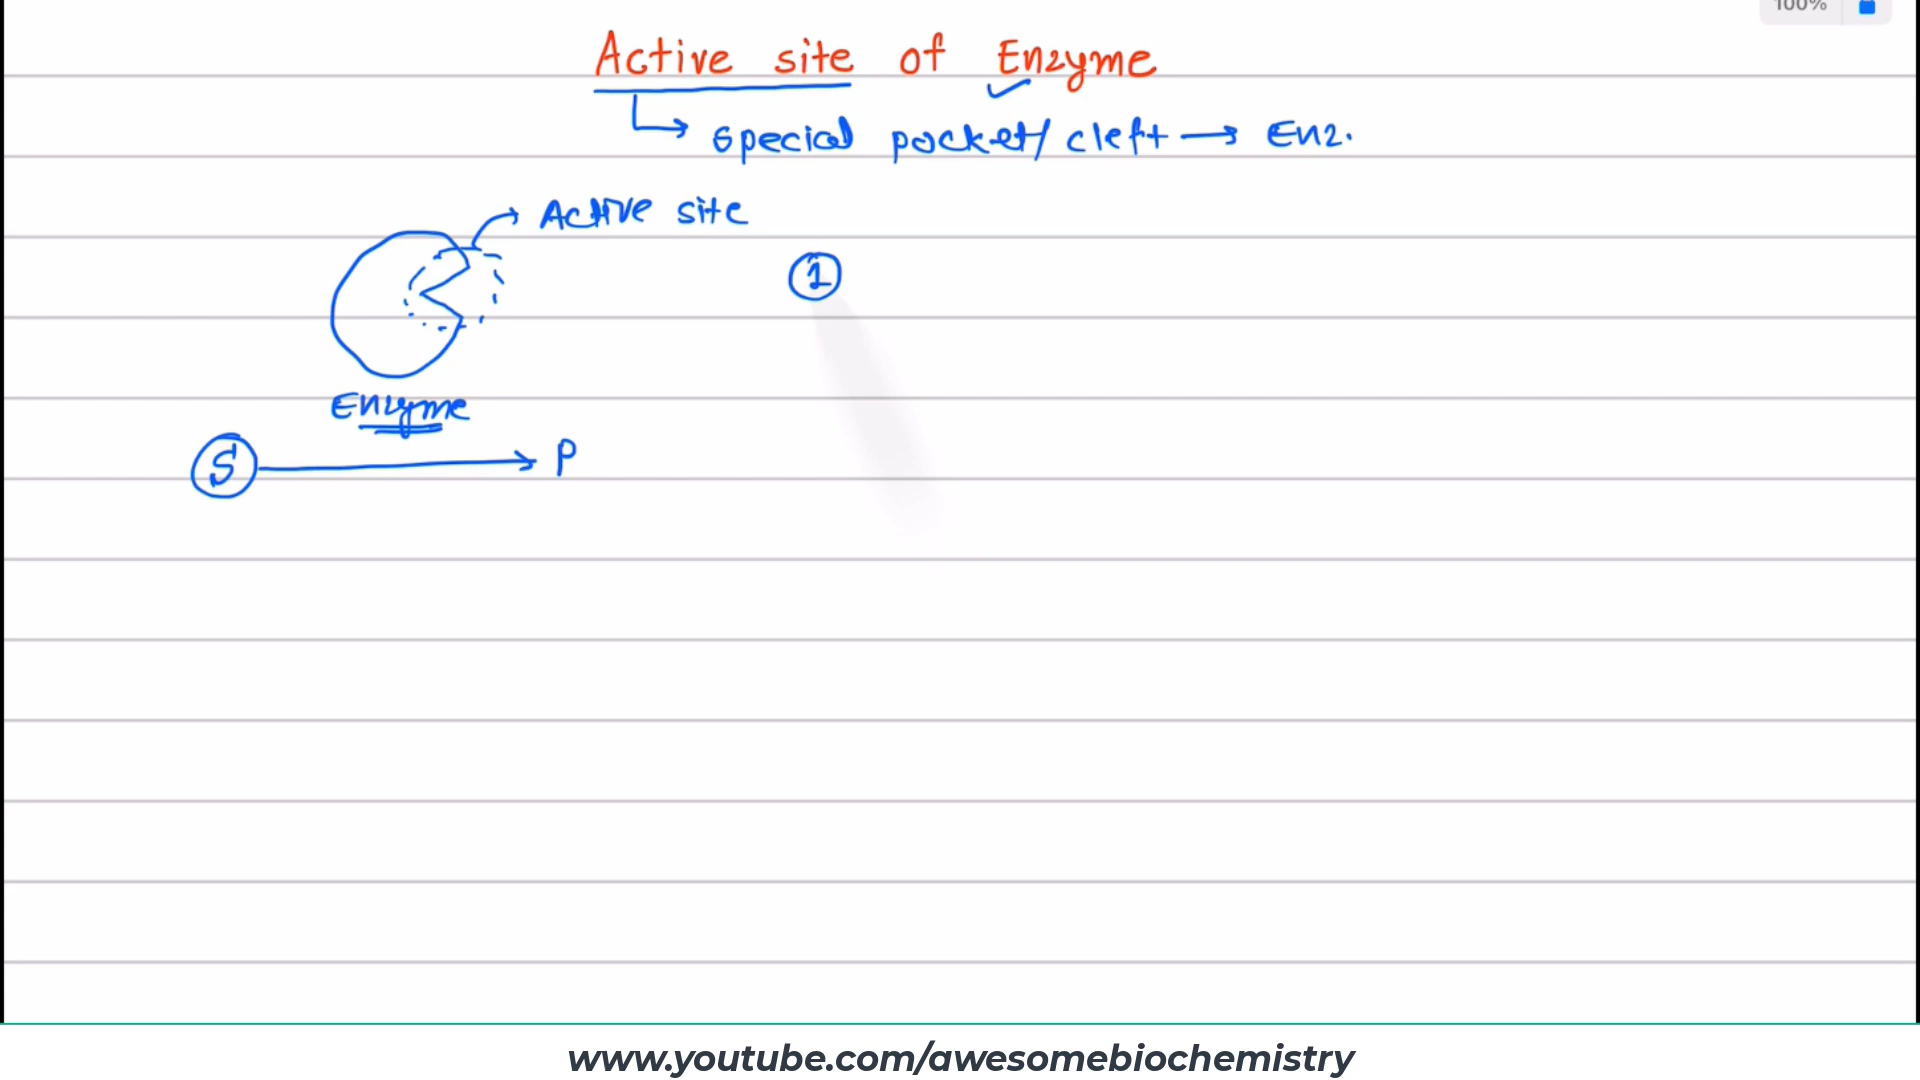 100%
Active site of Enzyme
special pocket/ cleft → Enz.
Active site
1
Enzyme
S → P
www.youtube.com/awesomebiochemistry